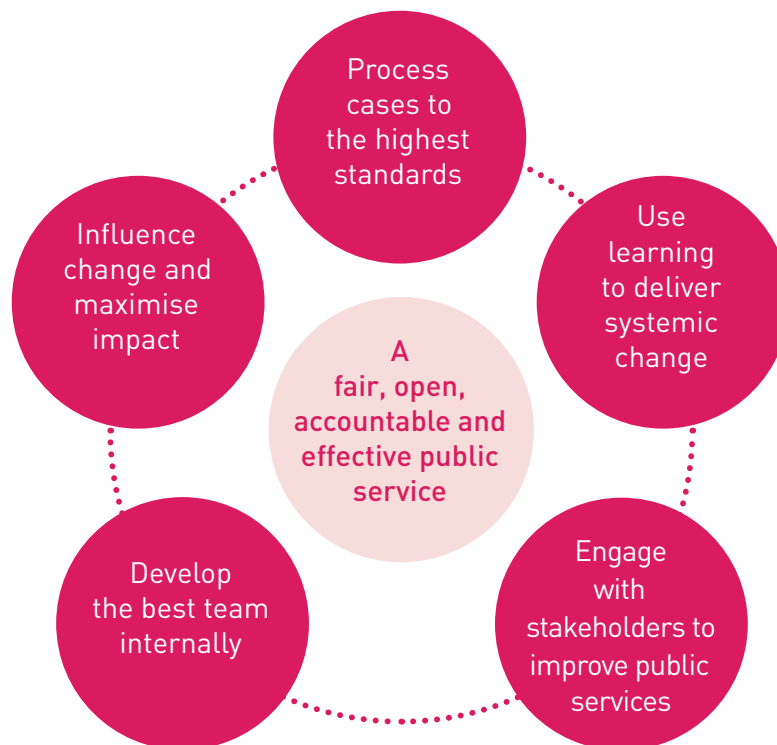 Process
cases to
the highest
standards
Use
learning
to deliver
systemic
change
Engage
with
stakeholders to
improve public
services
Develop
the best team
internally
Influence
change and
maximise
impact
A
fair, open,
accountable and
effective public
service